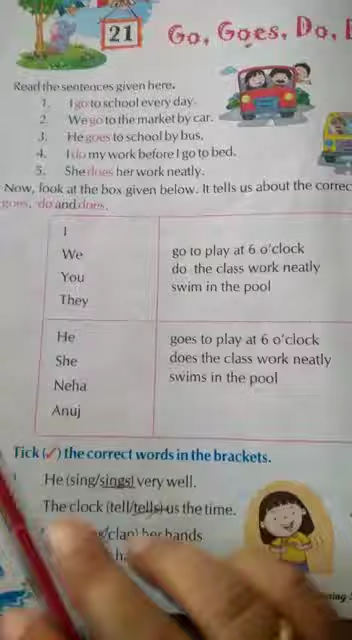 21 Go, Goes, Do,
Read the sentences given here.
1. I go to school every day.
2. We go to the market by car.
3. He goes to school by bus.
4. I do my work before I go to bed.
5. She does her work neatly.
Now, look at the box given below. It tells us about the correc
goes, do and does.
I
We
You
They
go to play at 6 o'clock
do the class work neatly
swim in the pool
He
She
Neha
Anuj
goes to play at 6 o'clock
does the class work neatly
swims in the pool
Tick (✓) the correct words in the brackets.
He (sing/sings) very well.
The clock (tell/tells) us the time.
clap) her hands